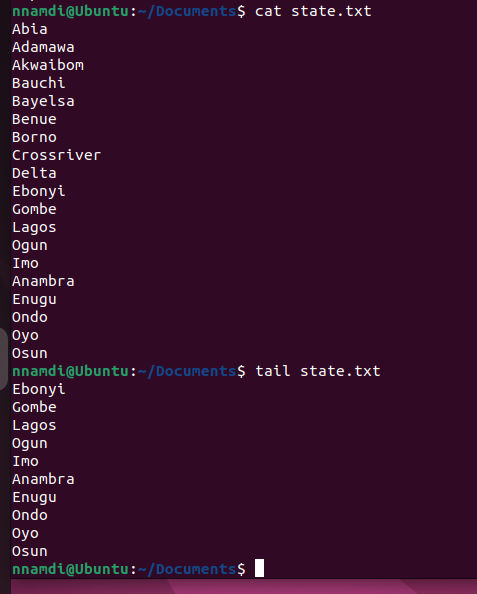 nnamdi@Ubuntu:~/Documents$ cat state.txt
Abia
Adamawa
Akwaibom
Bauchi
Bayelsa
Benue
Borno
Crossriver
Delta
Ebonyi
Gombe
Lagos
Ogun
Imo
Anambra
Enugu
Ondo
Oyo
Osun
nnamdi@Ubuntu:~/Documents$ tail state.txt
Ebonyi
Gombe
Lagos
Ogun
Imo
Anambra
Enugu
Ondo
Oyo
Osun
nnamdi@Ubuntu:~/Documents$